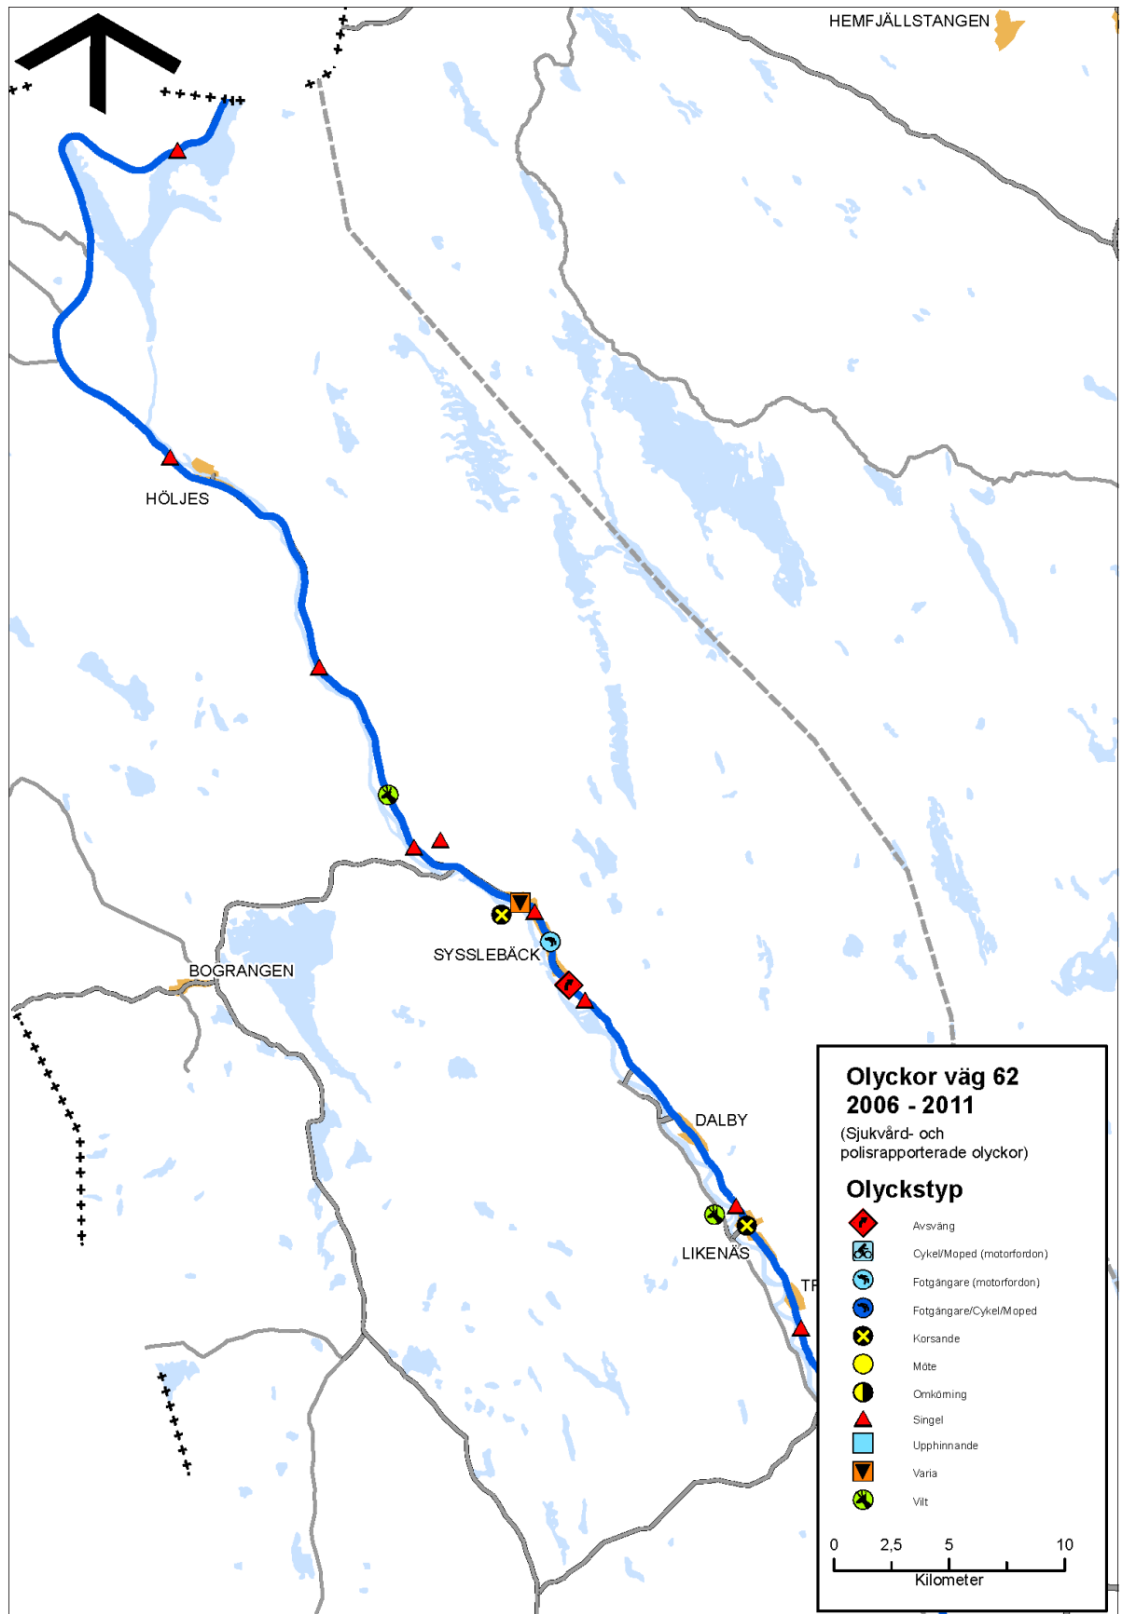 HEMFJÄLLSTANGEN
HÖLJES
SYSSLEBÄCK
BOGRANGEN
DALBY
LIKENÄS
TF
Olyckor väg 62
2006 - 2011
(Sjukvård- och
polisrapporterade olyckor)
Olyckstyp
Avsväng
Cykel/Moped (motorfordon)
Fotgängare (motorfordon)
Fotgängare/Cykel/Moped
Korsande
Möte
Omkörning
Singel
Upphinnande
Varia
Vilt
0 2,5 5 10
Kilometer